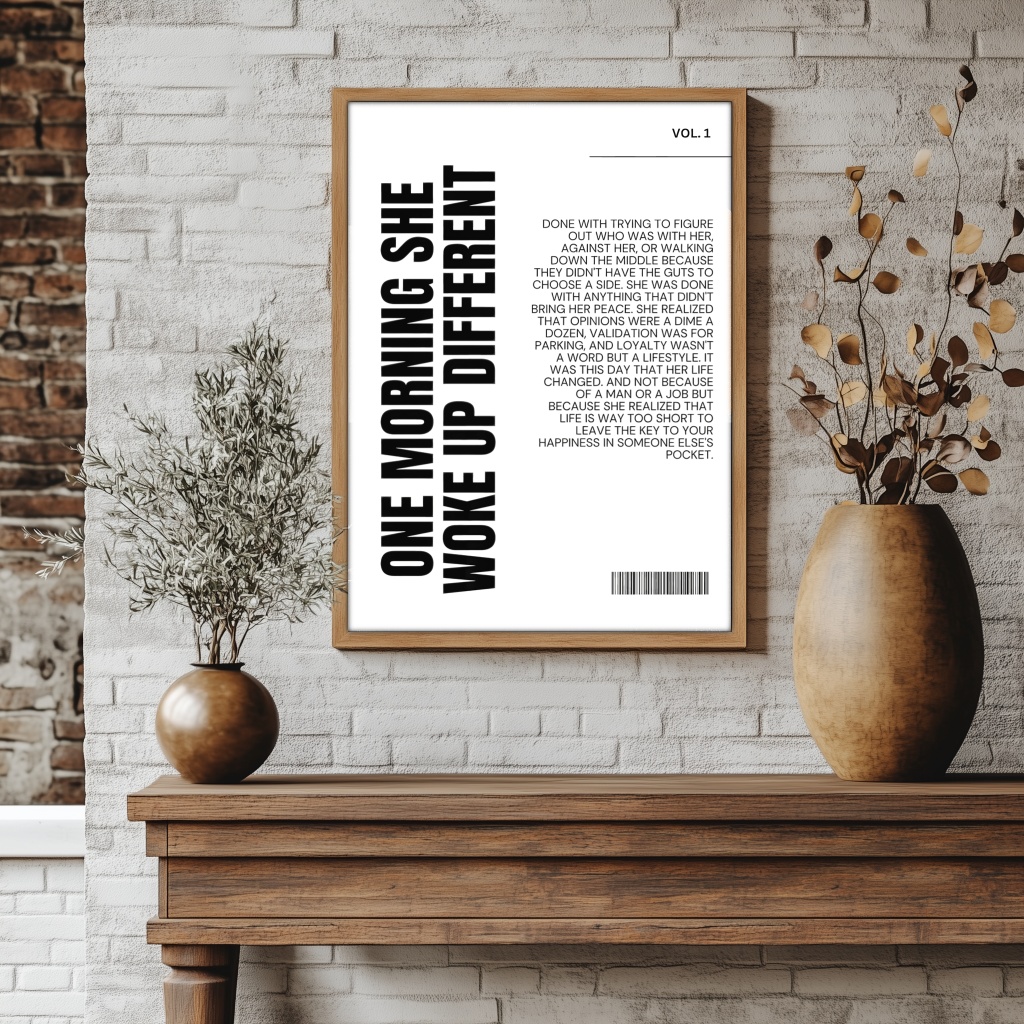 VOL. 1
ONE MORNING SHE
WOKE UP DIFFERENT
DONE WITH TRYING TO FIGURE
OUT WHO WAS WITH HER,
AGAINST HER, OR WALKING
DOWN THE MIDDLE BECAUSE
THEY DIDN'T HAVE THE GUTS TO
CHOOSE A SIDE. SHE WAS DONE
WITH ANYTHING THAT DIDN'T
BRING HER PEACE. SHE REALIZED
THAT OPINIONS WERE A DIME A
DOZEN, VALIDATION WAS FOR
PARKING, AND LOYALTY WASN'T
A WORD BUT A LIFESTYLE. IT
WAS THIS DAY THAT HER LIFE
CHANGED. AND NOT BECAUSE
OF A MAN OR A JOB BUT
BECAUSE SHE REALIZED THAT
LIFE IS WAY TOO SHORT TO
LEAVE THE KEY TO YOUR
HAPPINESS IN SOMEONE ELSE'S
POCKET.